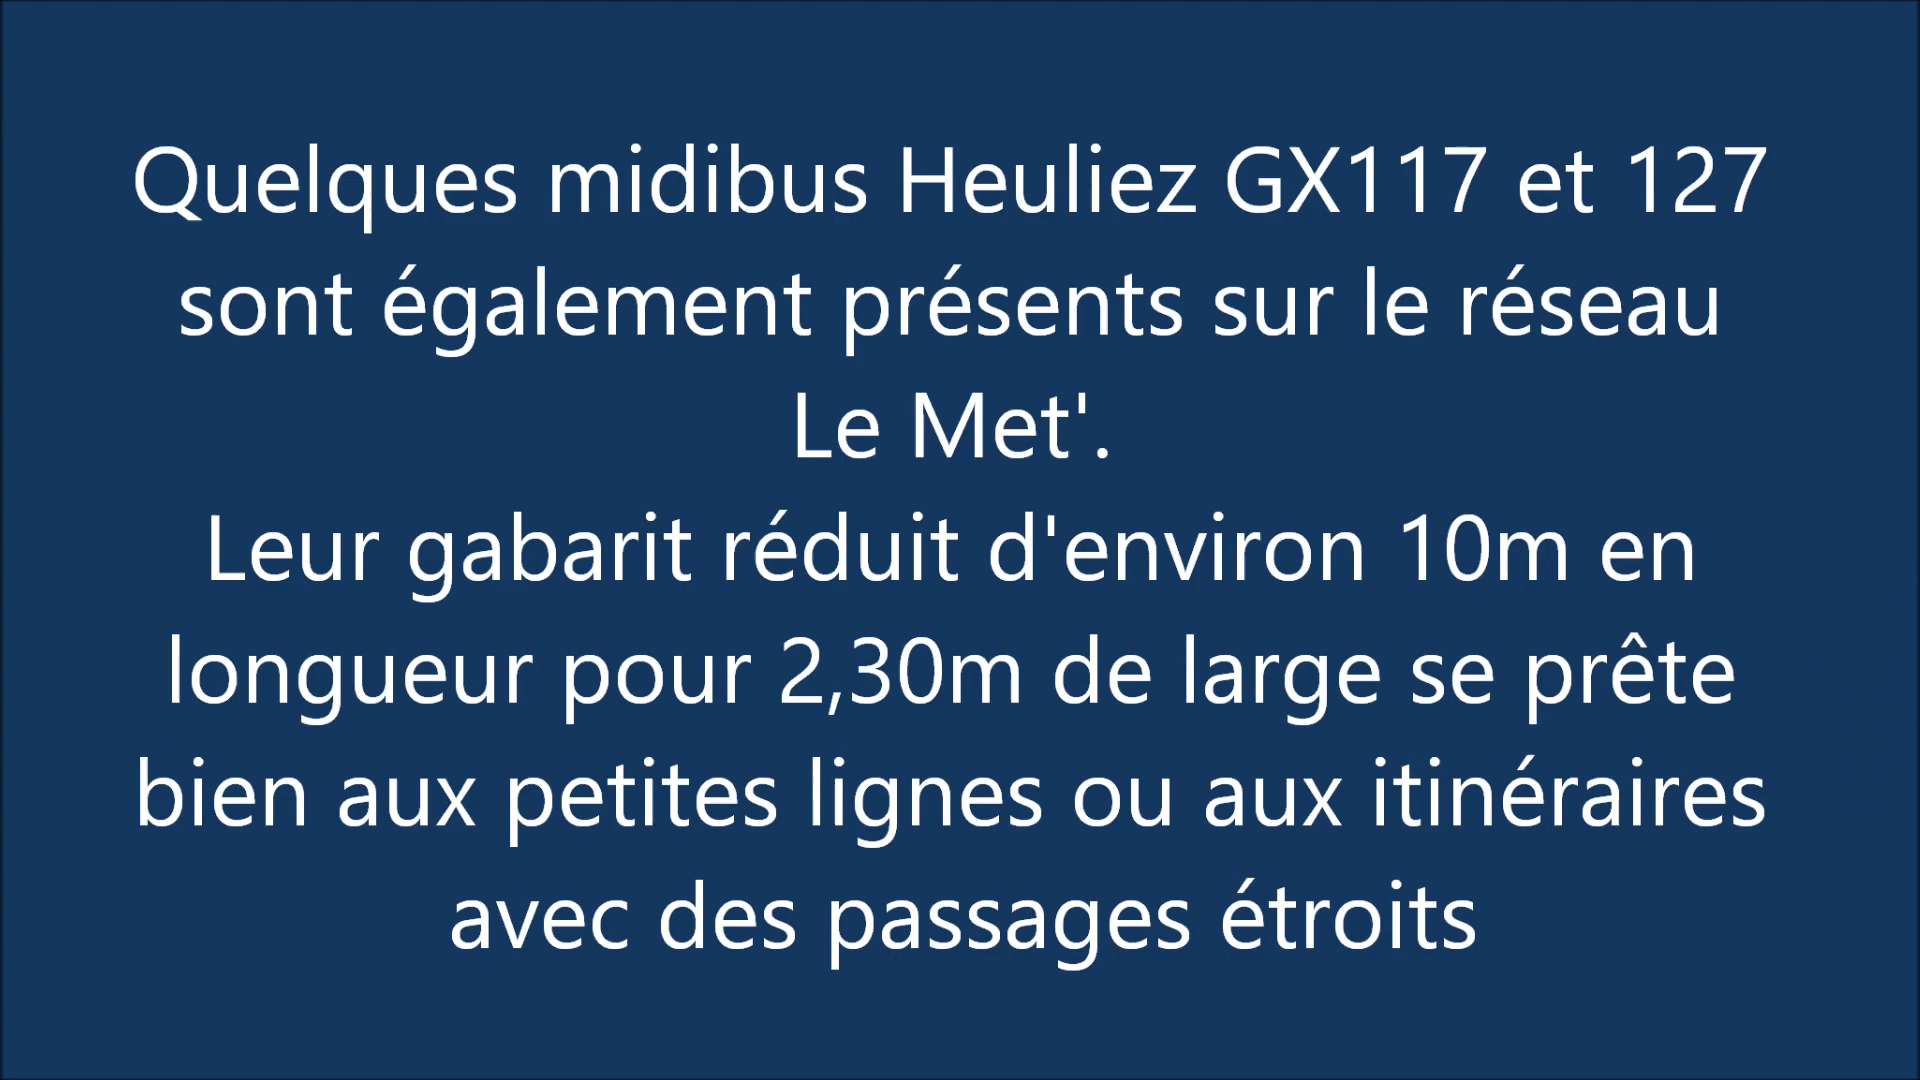 Quelques midibus Heuliez GX117 et 127
sont également présents sur le réseau
Le Met'.
Leur gabarit réduit d'environ 10m en
longueur pour 2,30m de large se prête
bien aux petites lignes ou aux itinéraires
avec des passages étroits